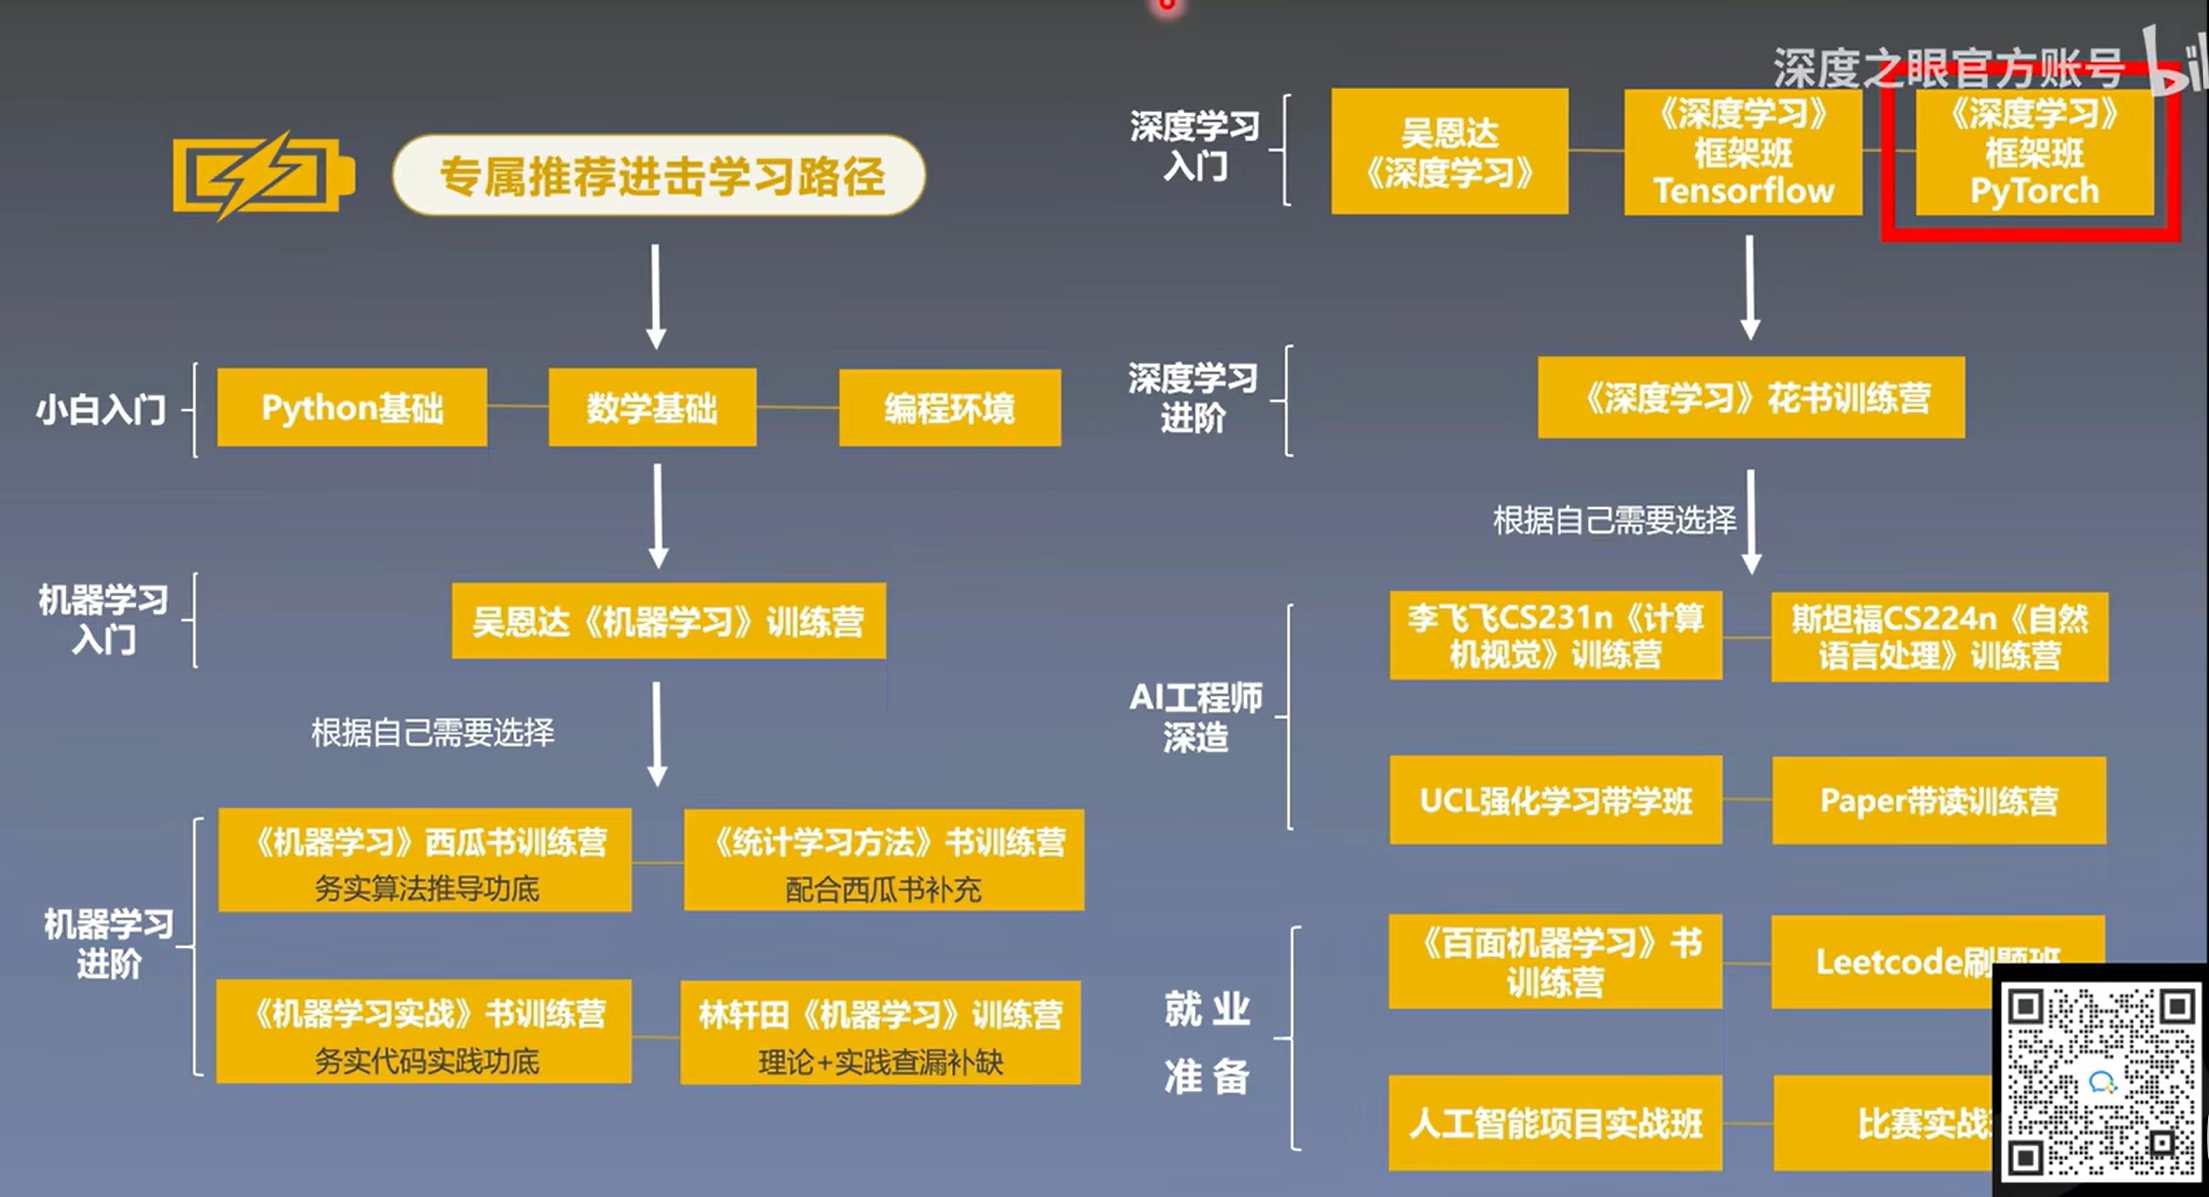 专属推荐进击学习路径
小白入门
Python基础
数学基础
编程环境
机器学习
入门
吴恩达《机器学习》训练营
根据自己需要选择
机器学习
进阶
《机器学习》西瓜书训练营
务实算法推导功底
《统计学习方法》书训练营
配合西瓜书补充
《机器学习实战》书训练营
务实代码实践功底
林轩田《机器学习》训练营
理论+实践查漏补缺
深度之眼官方账号
深度学习
入门
吴恩达
《深度学习》
《深度学习》
框架班
Tensorflow
《深度学习》
框架班
PyTorch
深度学习
进阶
《深度学习》花书训练营
根据自己需要选择
AI工程师
深造
李飞飞CS231n《计算
机视觉》训练营
斯坦福CS224n《自然
语言处理》训练营
UCL强化学习带学班
Paper带读训练营
就 业
准 备
《百面机器学习》书
训练营
Leetcode刷题班
人工智能项目实战班
比赛实战